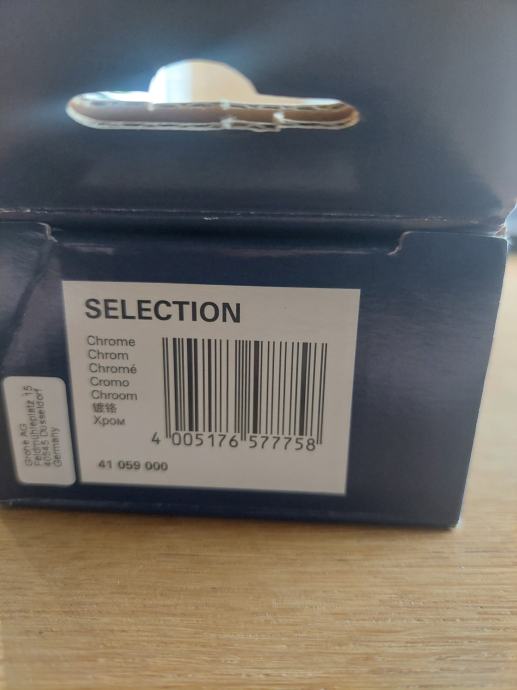 SELECTION
Chrome
Chrom
Chromé
Cromo
Chroom
镀铬
Хром
4 005176 577758
41 059 000
Grohe AG
Feldmühleplatz 15
40545 Düsseldorf
Germany